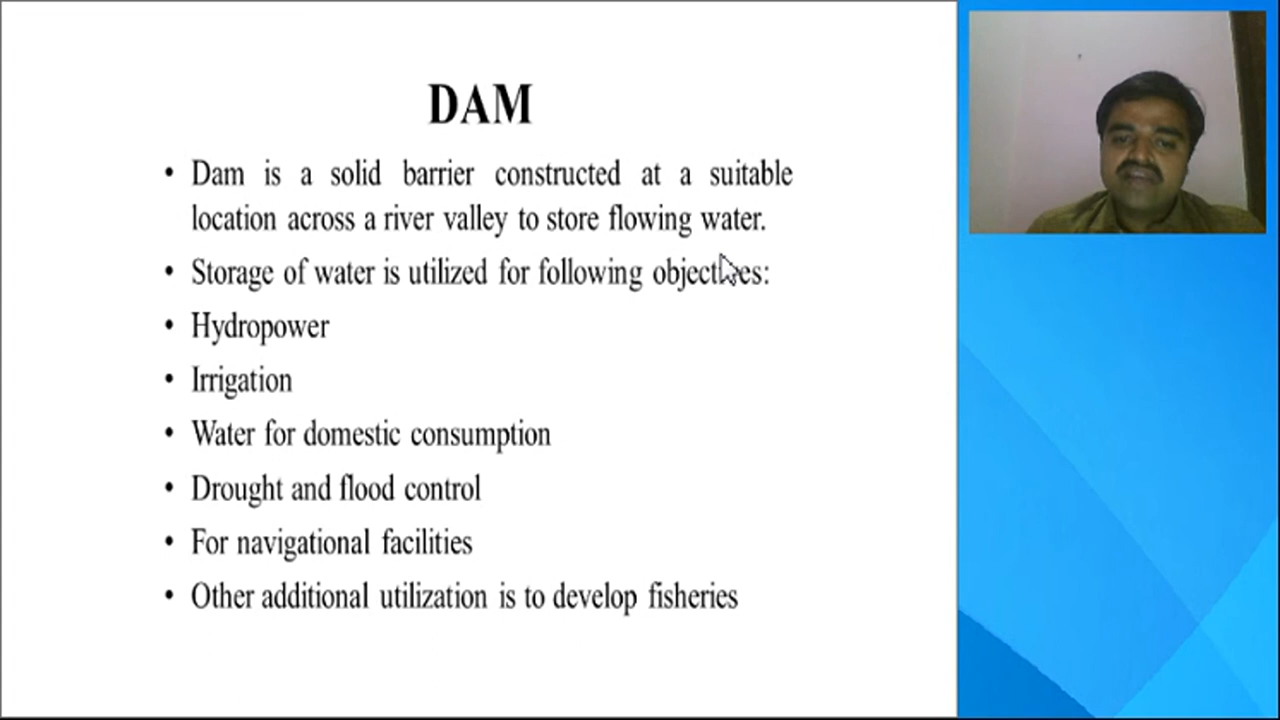 DAM
• Dam is a solid barrier constructed at a suitable
location across a river valley to store flowing water.
• Storage of water is utilized for following objectives:
• Hydropower
• Irrigation
• Water for domestic consumption
• Drought and flood control
• For navigational facilities
• Other additional utilization is to develop fisheries